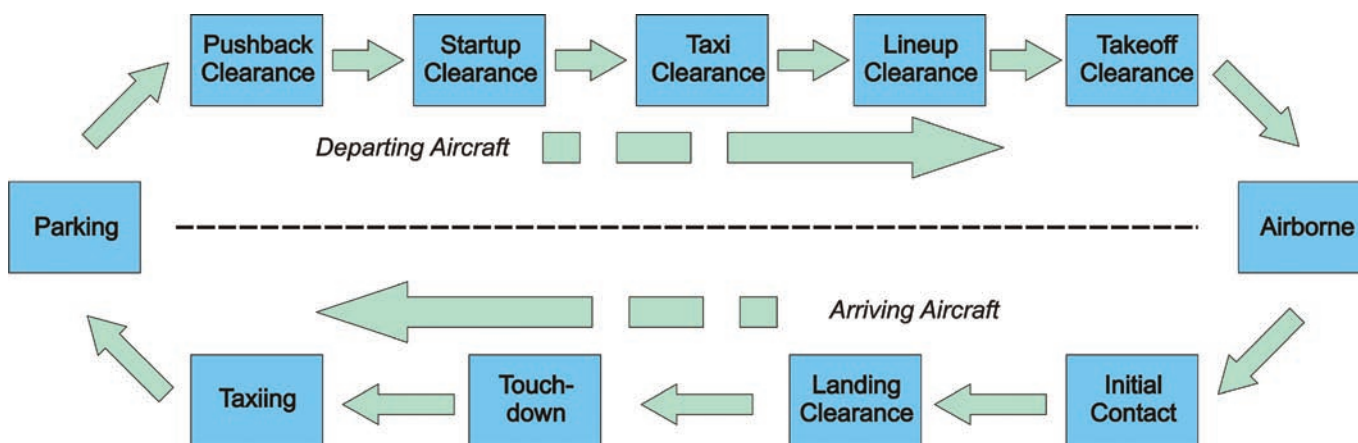 Pushback
Clearance
Startup
Clearance
Taxi
Clearance
Lineup
Clearance
Takeoff
Clearance
Departing Aircraft
Parking
Airborne
Arriving Aircraft
Taxiing
Touch-
down
Landing
Clearance
Initial
Contact